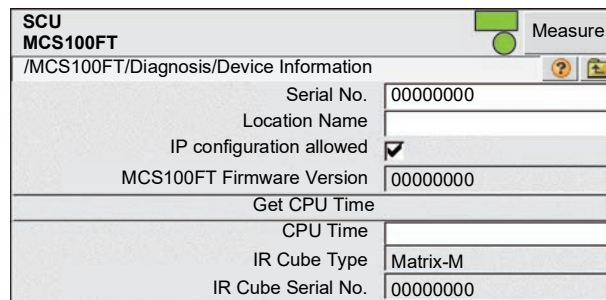 SCU
MCS100FT
Measure
/MCS100FT/Diagnosis/Device Information
?
Serial No. 00000000
Location Name
IP configuration allowed
MCS100FT Firmware Version 00000000
Get CPU Time
CPU Time
IR Cube Type Matrix-M
IR Cube Serial No. 00000000